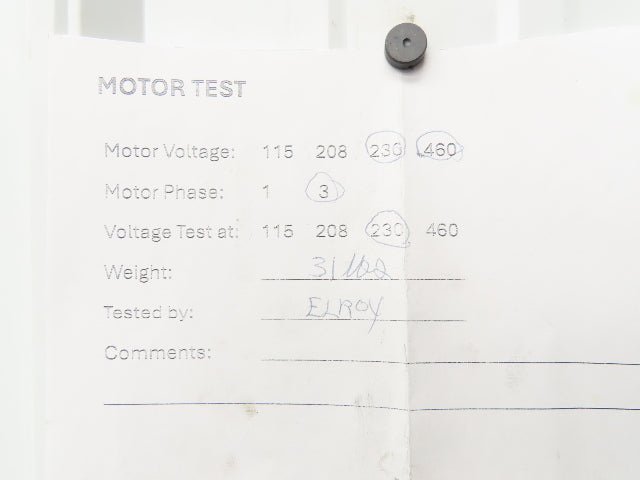 MOTOR TEST
Motor Voltage: 115 208 230 460
Motor Phase: 1 3
Voltage Test at: 115 208 230 460
Weight:
Tested by: ELROY
Comments: